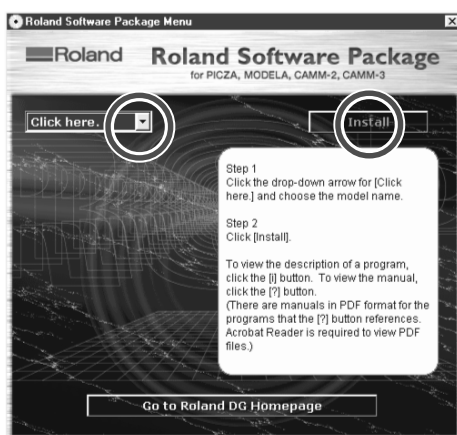 Roland Software Package Menu
Roland
Roland Software Package
for PICZA, MODELA, CAMM-2, CAMM-3
Click here.
Install
Step 1
Click the drop-down arrow for [Click
here.] and choose the model name.
Step 2
Click [Install].
To view the description of a program,
click the [i] button. To view the manual,
click the [?] button.
(There are manuals in PDF format for the
programs that the [?] button references.
Acrobat Reader is required to view PDF
files.)
Go to Roland DG Homepage